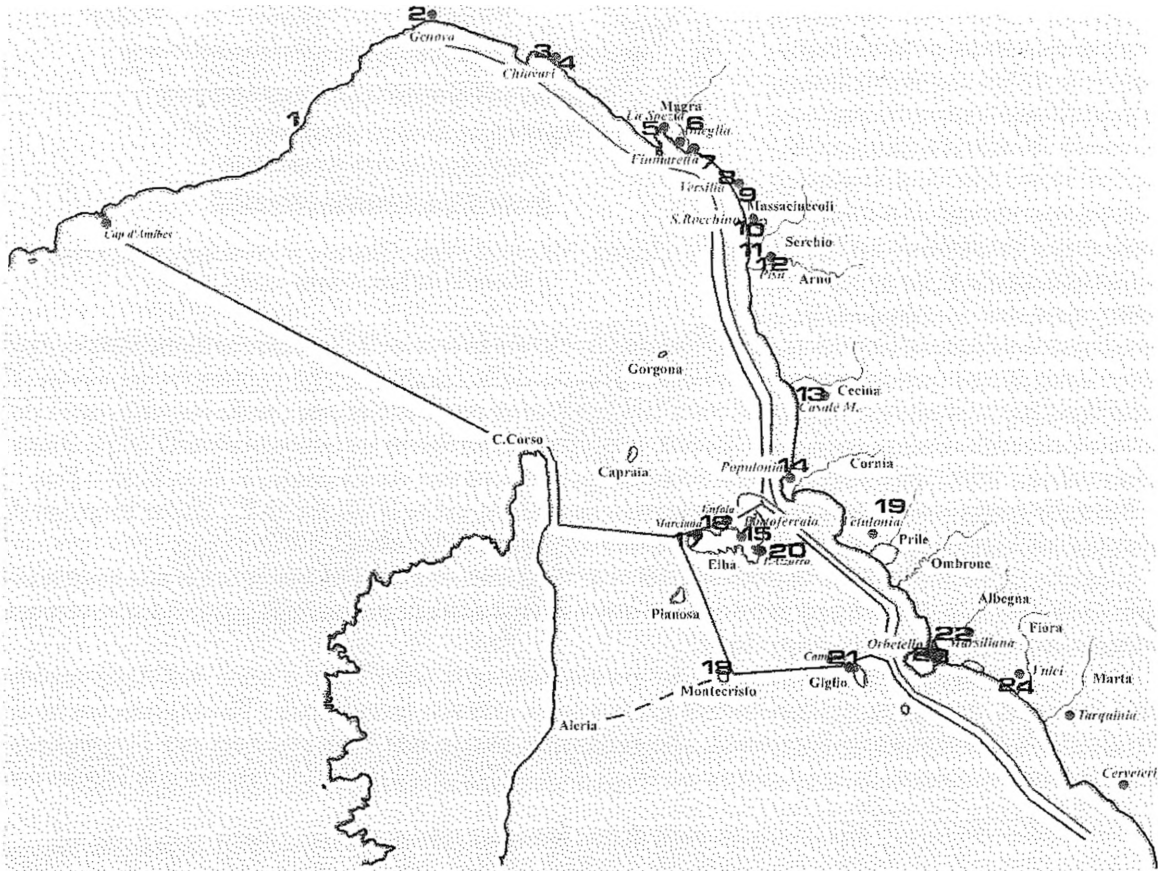 2
Genova
3
4
Chiavari
1
Magra
La Spezia
5
6
Ameglia
Fiumaretta
7
8
Versilia
9
Massaciuccoli
S.Rocchino
10
Serchio
11
12
Pisa
Arno
Cap d'Antibes
Gorgona
13
Cecina
Casale M.
C.Corso
Capraia
Populonia
14
Cornia
Enfola
19
Marciana
Portoferraio
Vetulonia
15
Prile
20
Elba
P.Azzurro
Ombrone
Pianosa
Albegna
22
Fiora
Orbetello
Marsiliana
21
18
Giglio
Montecristo
Vulci
24
Marta
Aleria
Tarquinia
Cerveteri